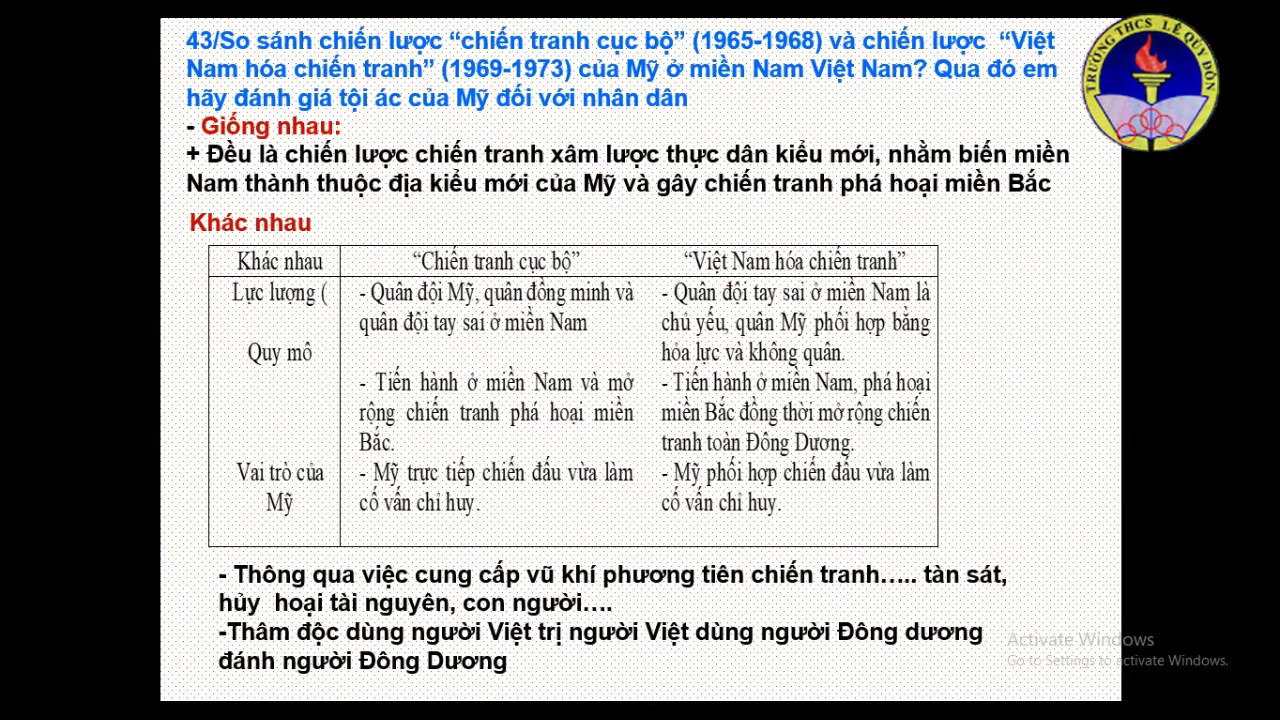 43/So sánh chiến lược “chiến tranh cục bộ” (1965-1968) và chiến lược “Việt
Nam hóa chiến tranh” (1969-1973) của Mỹ ở miền Nam Việt Nam? Qua đó em
hãy đánh giá tội ác của Mỹ đối với nhân dân
- Giống nhau:
+ Đều là chiến lược chiến tranh xâm lược thực dân kiểu mới, nhằm biến miền
Nam thành thuộc địa kiểu mới của Mỹ và gây chiến tranh phá hoại miền Bắc
Khác nhau
Khác nhau
“Chiến tranh cục bộ”
“Việt Nam hóa chiến tranh”
Lực lượng (
- Quân đội Mỹ, quân đồng minh và
quân đội tay sai ở miền Nam
- Quân đội tay sai ở miền Nam là
chủ yếu, quân Mỹ phối hợp bằng
hỏa lực và không quân.
Quy mô
- Tiến hành ở miền Nam và mở
rộng chiến tranh phá hoại miền
Bắc.
- Tiến hành ở miền Nam, phá hoại
miền Bắc đồng thời mở rộng chiến
tranh toàn Đông Dương.
Vai trò của
Mỹ
- Mỹ trực tiếp chiến đấu vừa làm
cố vấn chỉ huy.
- Mỹ phối hợp chiến đấu vừa làm
cố vấn chỉ huy.
- Thông qua việc cung cấp vũ khí phương tiên chiến tranh….. tàn sát,
hủy hoại tài nguyên, con người….
-Thâm độc dùng người Việt trị người Việt dùng người Đông dương
đánh người Đông Dương
TRƯỜNG THCS LÊ QUÝ ĐÔN
Activate Windows
Go to Settings to activate Windows.